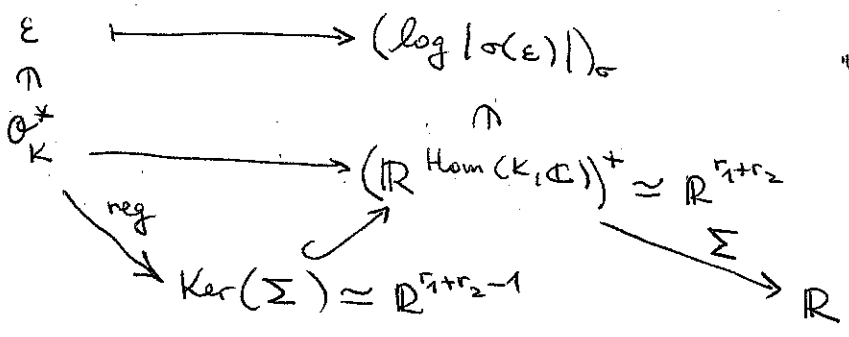 ε ⟼ (log |σ(ε)|)_σ
O_K^* ⟶ (ℝ^{Hom(K,ℂ)})^+ ≃ ℝ^{r_1+r_2}
reg Σ
Ker(Σ) ≃ ℝ^{r_1+r_2-1} ℝ